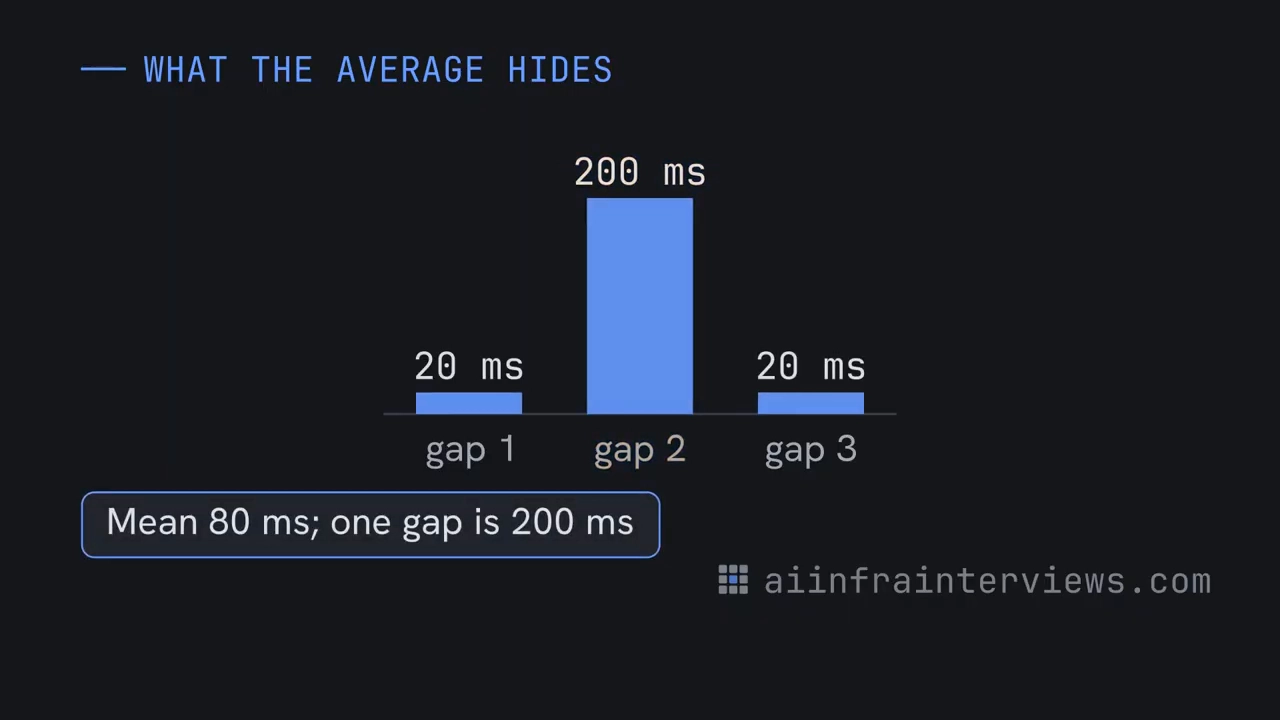 WHAT THE AVERAGE HIDES
200 ms
20 ms
20 ms
gap 1
gap 2
gap 3
Mean 80 ms; one gap is 200 ms
aiinfrainterviews.com